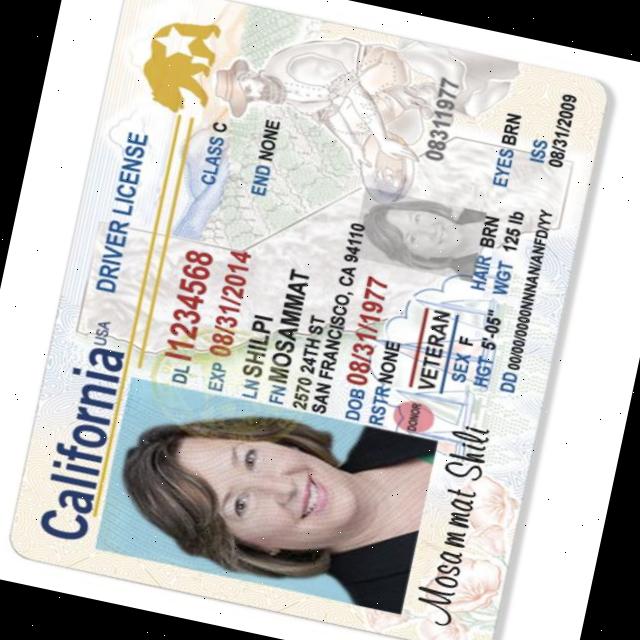 California USA DRIVER LICENSE
DL I1234568 CLASS C
EXP 08/31/2014 END NONE
LN SHILPI
FN MOSAMMAT
2570 24TH ST
SAN FRANCISCO, CA 94110
DOB 08/31/1977
RSTR NONE
08311977
DONOR
VETERAN
SEX F HAIR BRN EYES BRN
HGT 5'-05" WGT 125 lb ISS
DD 00/00/0000NNNAN/ANFD/YY 08/31/2009
Mosammat Shili